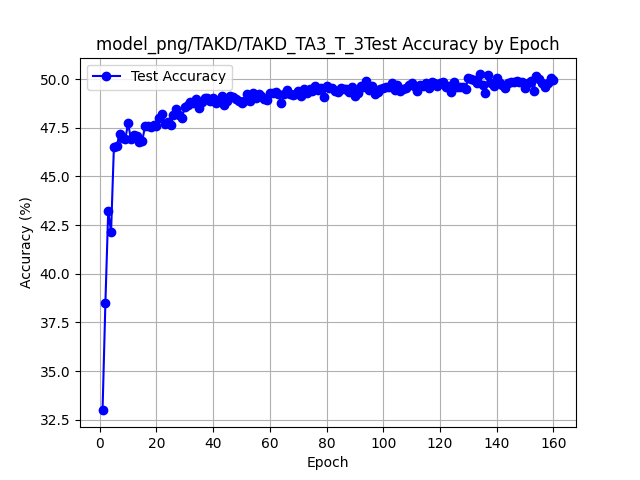 model_png/TAKD/TAKD_TA3_T_3Test Accuracy by Epoch
Test Accuracy
Accuracy (%)
50.0
47.5
45.0
42.5
40.0
37.5
35.0
32.5
0 20 40 60 80 100 120 140 160
Epoch